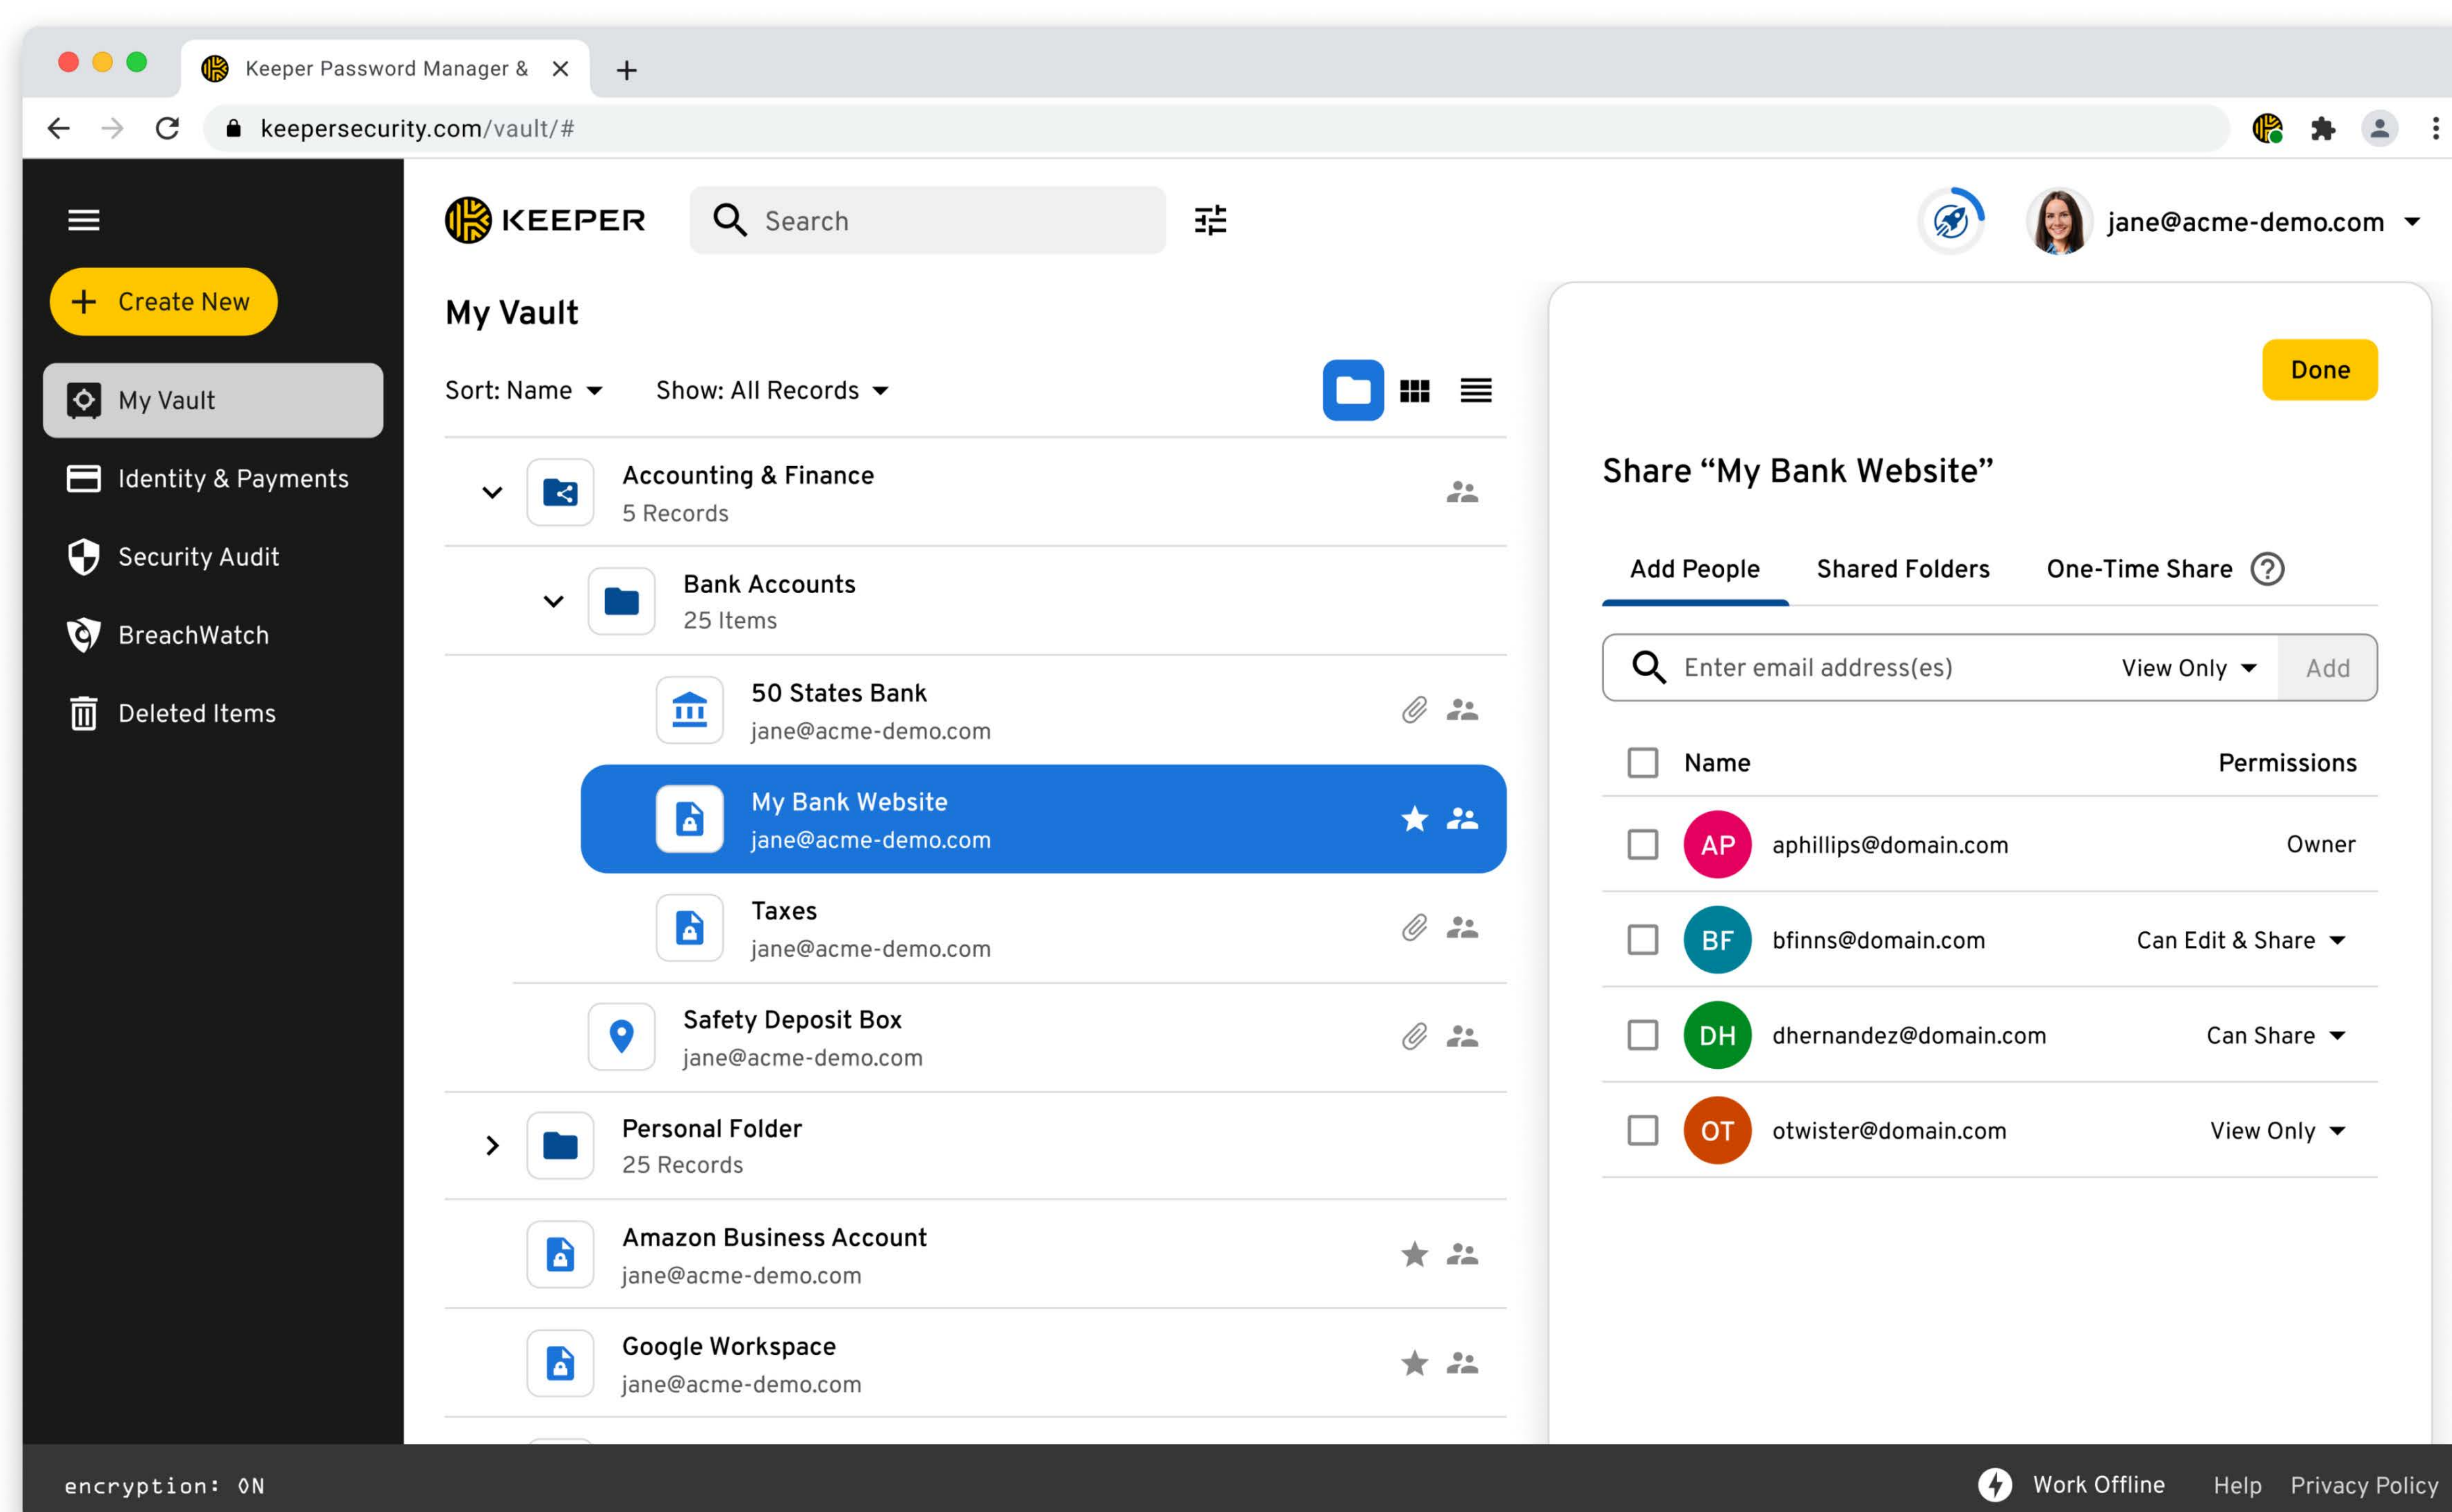 Keeper Password Manager &
keepersecurity.com/vault/#
KEEPER
Search
jane@acme-demo.com
Create New
My Vault
Identity & Payments
Security Audit
BreachWatch
Deleted Items
My Vault
Sort: Name
Show: All Records
Accounting & Finance
5 Records
Bank Accounts
25 Items
50 States Bank
jane@acme-demo.com
My Bank Website
jane@acme-demo.com
Taxes
jane@acme-demo.com
Safety Deposit Box
jane@acme-demo.com
Personal Folder
25 Records
Amazon Business Account
jane@acme-demo.com
Google Workspace
jane@acme-demo.com
Done
Share “My Bank Website”
Add People
Shared Folders
One-Time Share ?
Enter email address(es)
View Only
Add
Name
Permissions
AP aphillips@domain.com Owner
BF bfinns@domain.com Can Edit & Share
DH dhernandez@domain.com Can Share
OT otwister@domain.com View Only
encryption: ON
Work Offline
Help
Privacy Policy